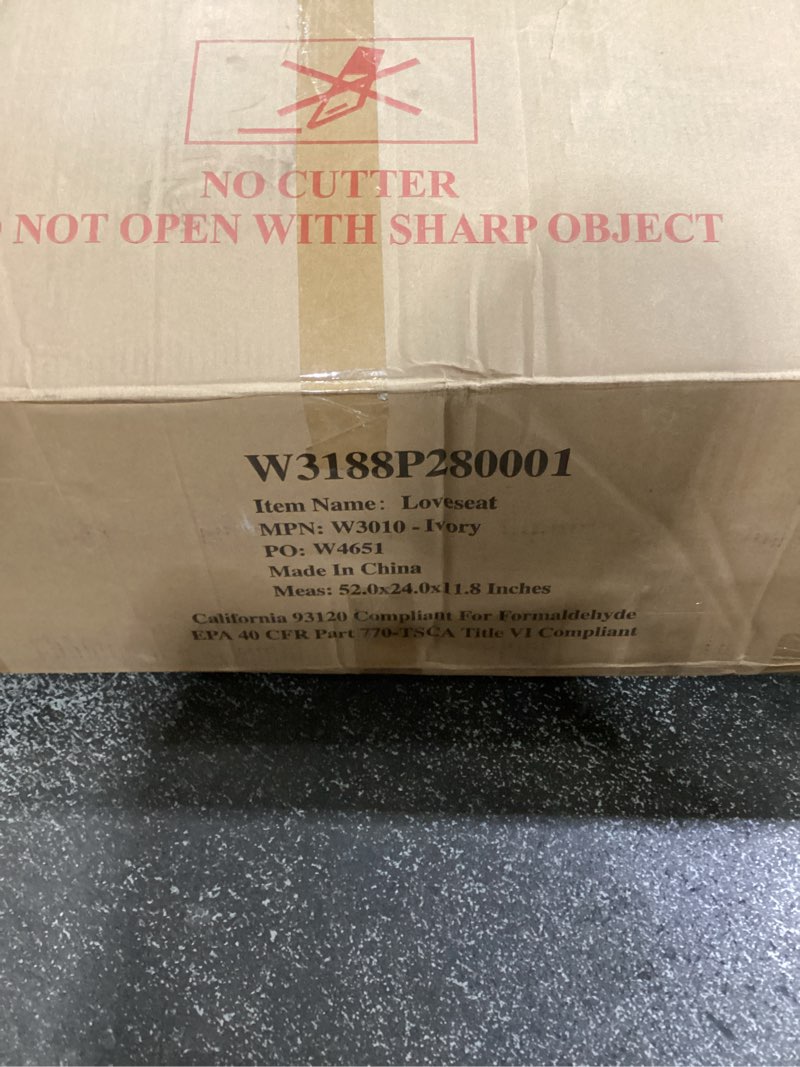 NO CUTTER
NOT OPEN WITH SHARP OBJECT
W3188P280001
Item Name: Loveseat
MPN: W3010 - Ivory
PO: W4651
Made In China
Meas: 52.0x24.0x11.8 Inches
California 93120 Compliant For Formaldehyde
EPA 40 CFR Part 770-TSCA Title VI Compliant